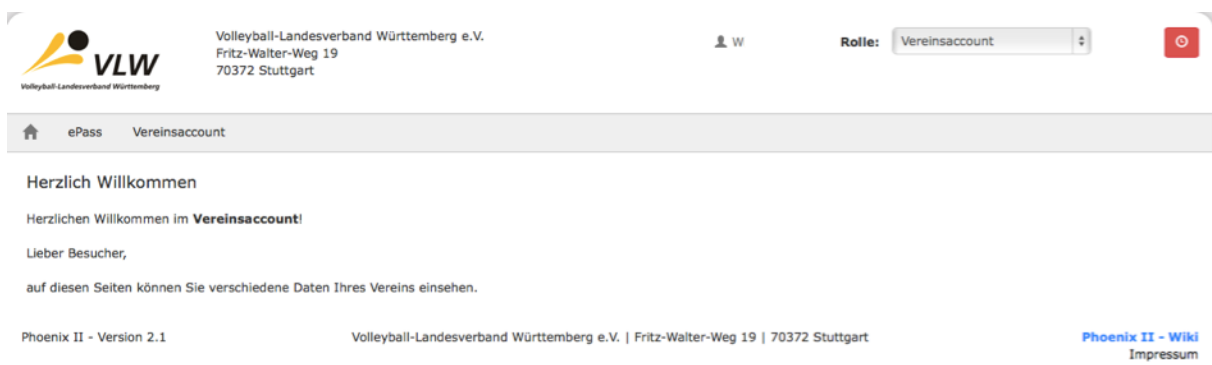 VLW
Volleyball-Landesverband Württemberg
Volleyball-Landesverband Württemberg e.V.
Fritz-Walter-Weg 19
70372 Stuttgart
W
Rolle: Vereinsaccount
ePass Vereinsaccount
Herzlich Willkommen
Herzlichen Willkommen im Vereinsaccount!
Lieber Besucher,
auf diesen Seiten können Sie verschiedene Daten Ihres Vereins einsehen.
Phoenix II - Version 2.1 Volleyball-Landesverband Württemberg e.V. | Fritz-Walter-Weg 19 | 70372 Stuttgart Phoenix II - Wiki
Impressum